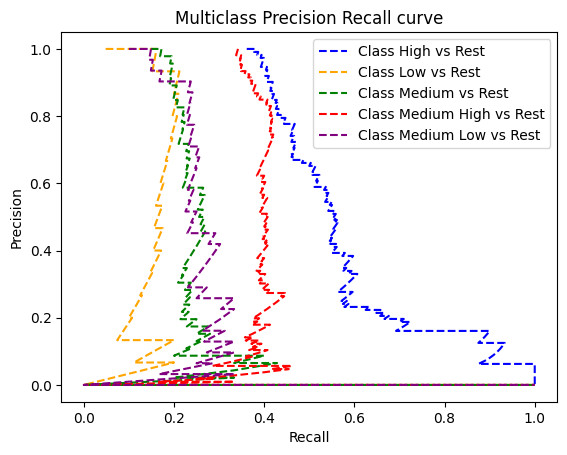 Multiclass Precision Recall curve
Class High vs Rest
Class Low vs Rest
Class Medium vs Rest
Class Medium High vs Rest
Class Medium Low vs Rest
Precision
1.0
0.8
0.6
0.4
0.2
0.0
0.0 0.2 0.4 0.6 0.8 1.0
Recall